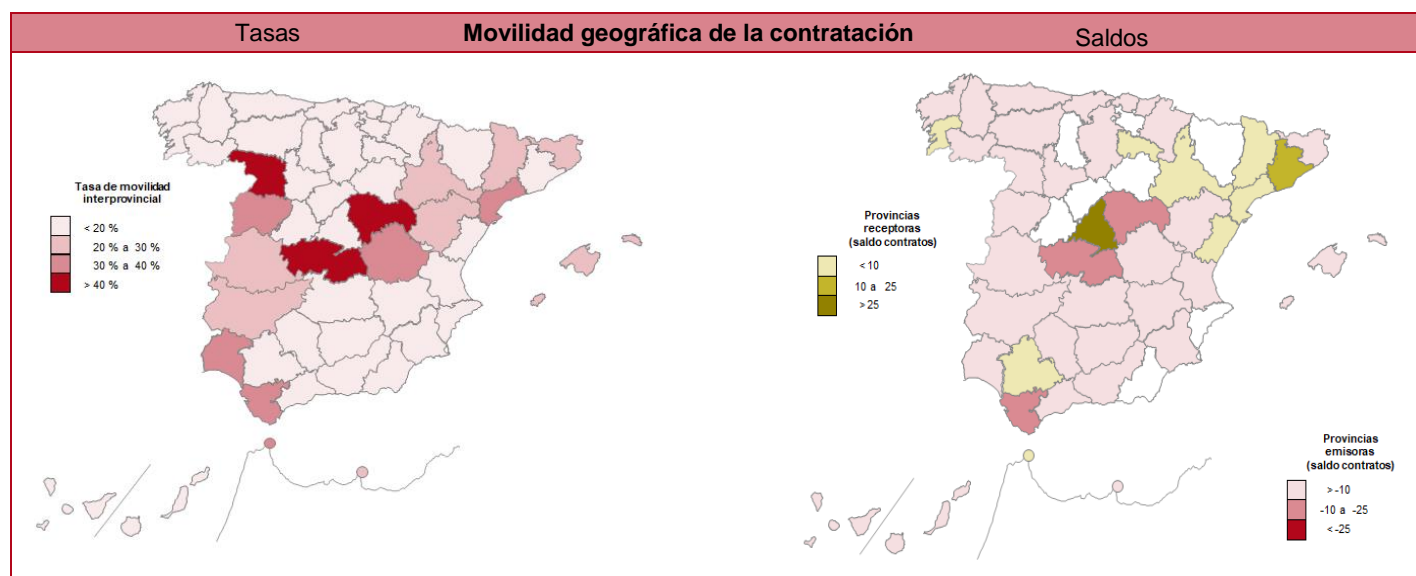 Tasas
Movilidad geográfica de la contratación
Saldos
Tasa de movilidad
interprovincial
< 20 %
20 % a 30 %
30 % a 40 %
> 40 %
Provincias
receptoras
(saldo contratos)
<10
10 a 25
> 25
Provincias
emisoras
(saldo contratos)
> -10
-10 a -25
< -25